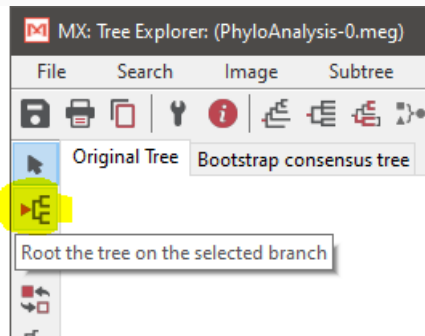 MX: Tree Explorer: (PhyloAnalysis-0.meg)
File Search Image Subtree
Original Tree Bootstrap consensus tree
Root the tree on the selected branch